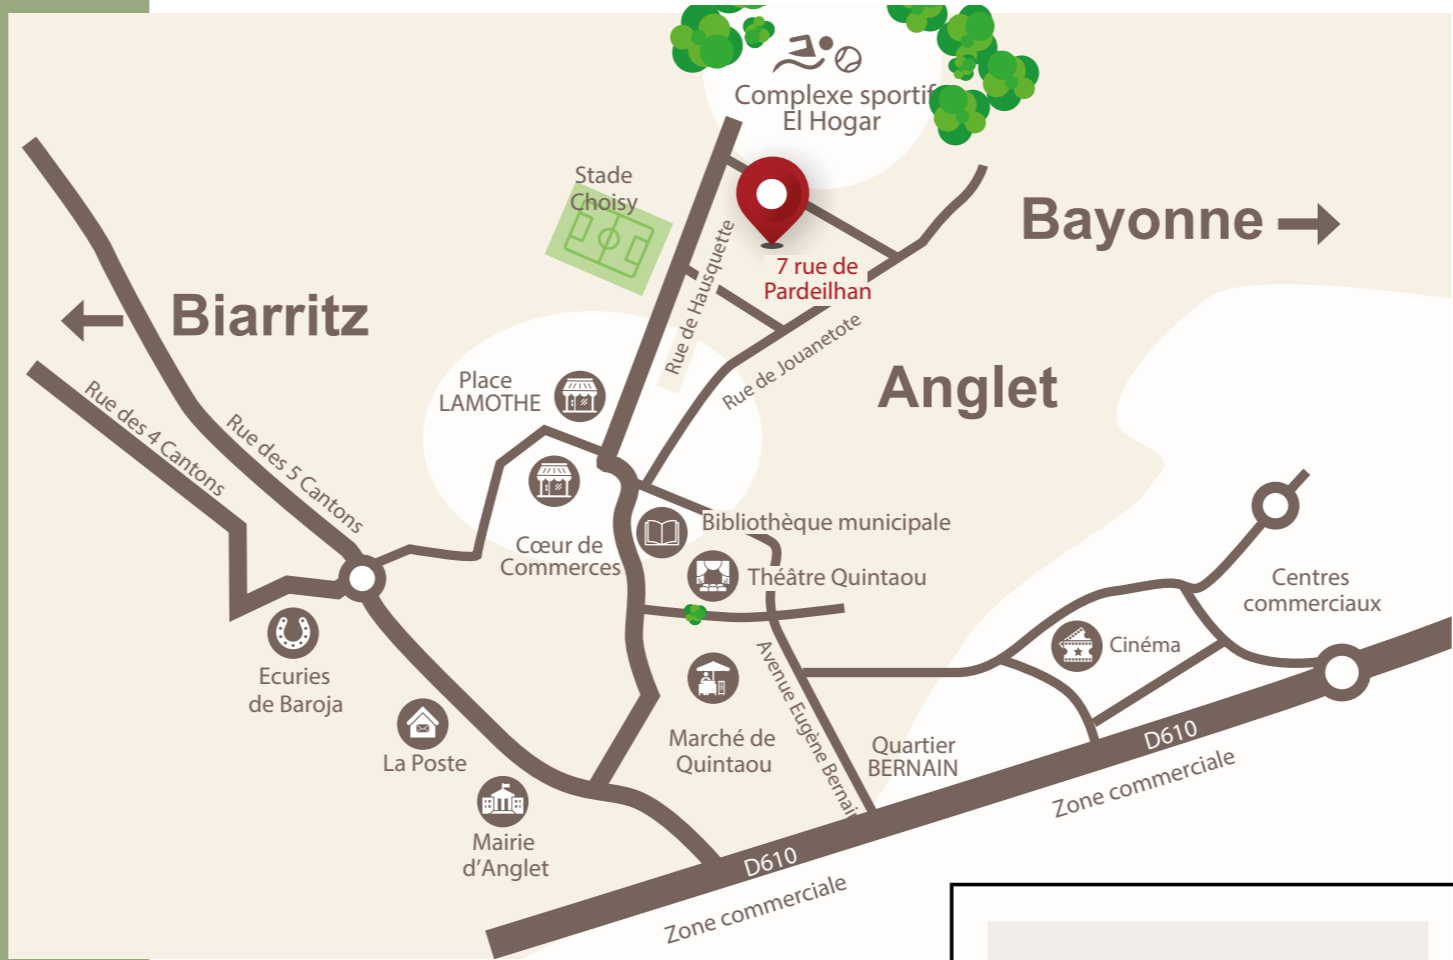 Complexe sportif
El Hogar
Stade
Choisy
Bayonne
7 rue de
Pardeilhan
Rue de Hausquette
Biarritz
Rue de Jouanetote
Anglet
Place
LAMOTHE
Rue des 4 Cantons
Rue des 5 Cantons
Bibliothèque municipale
Cœur de
Commerces
Théâtre Quintaou
Centres
commerciaux
Cinéma
Ecuries
de Baroja
Avenue Eugène Bernain
Marché de
Quintaou
Quartier
BERNAIN
La Poste
D610
Zone commerciale
Mairie
d'Anglet
D610
Zone commerciale